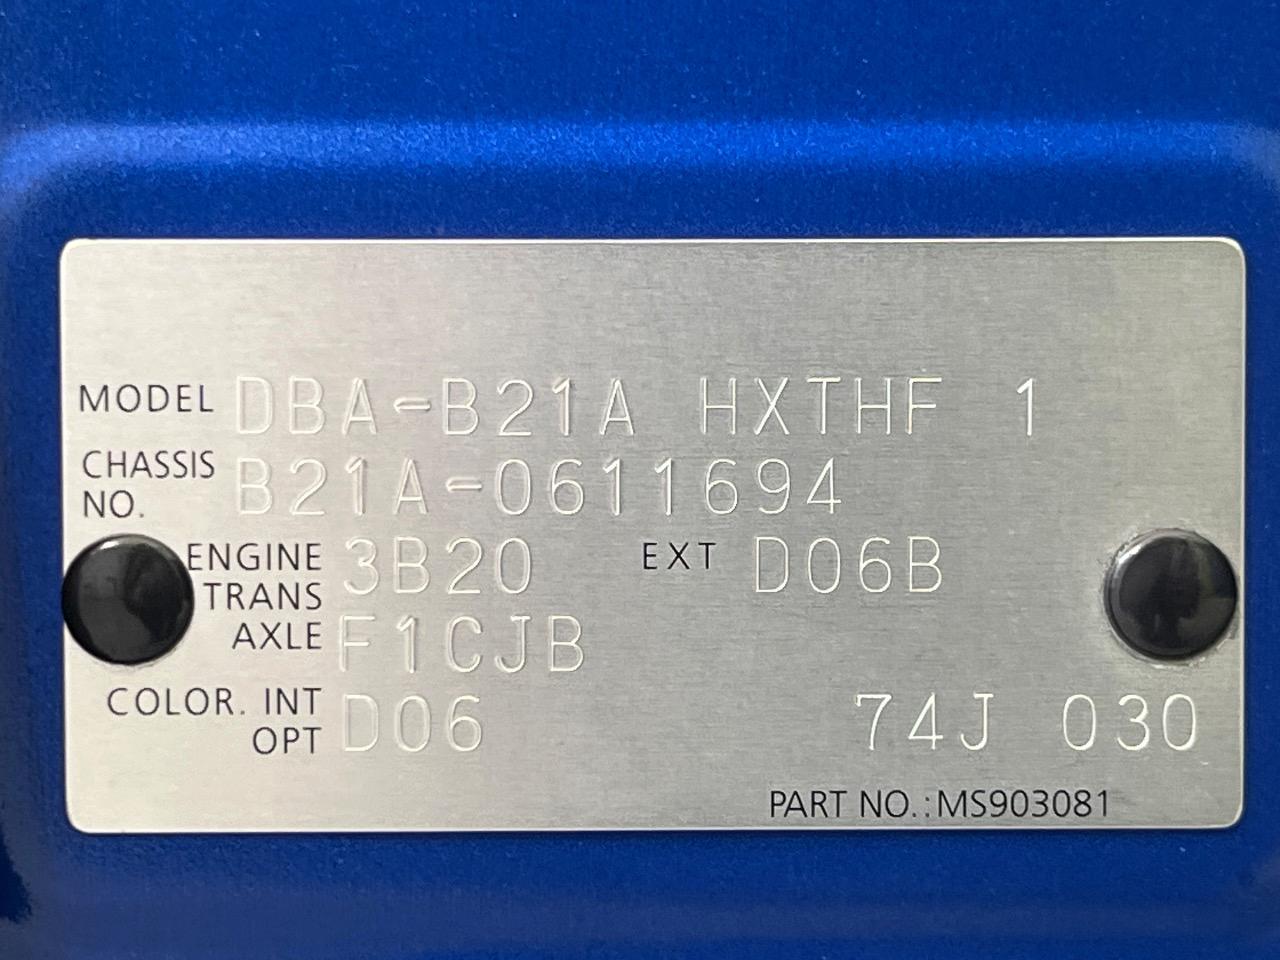 MODEL DBA-B21A HXTHF 1
CHASSIS NO. B21A-0611694
ENGINE 3B20 EXT D06B
TRANS
AXLE F1CJB
COLOR. INT
OPT D06 74J 030
PART NO.:MS903081